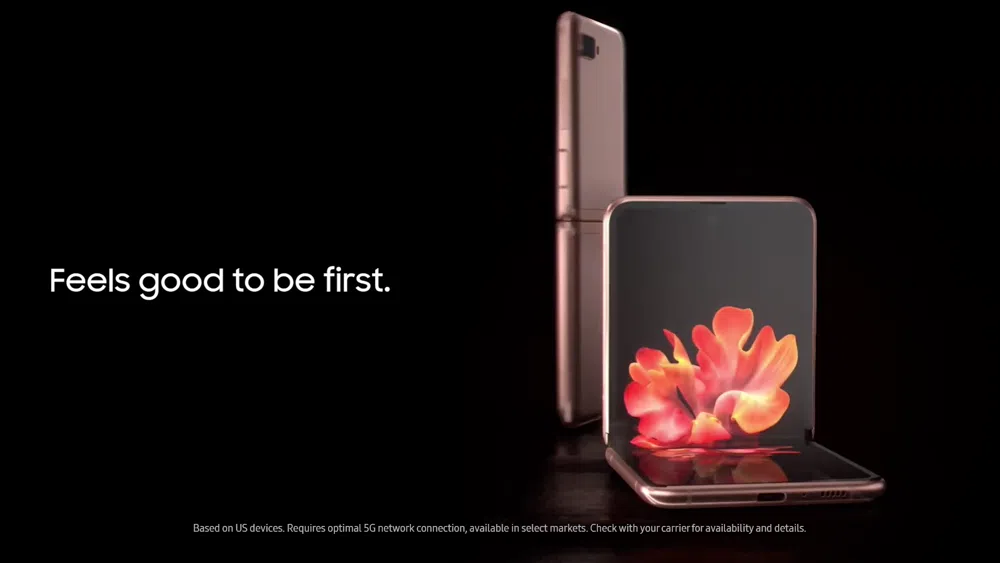 Feels good to be first.
Based on US devices. Requires optimal 5G network connection, available in select markets. Check with your carrier for availability and details.